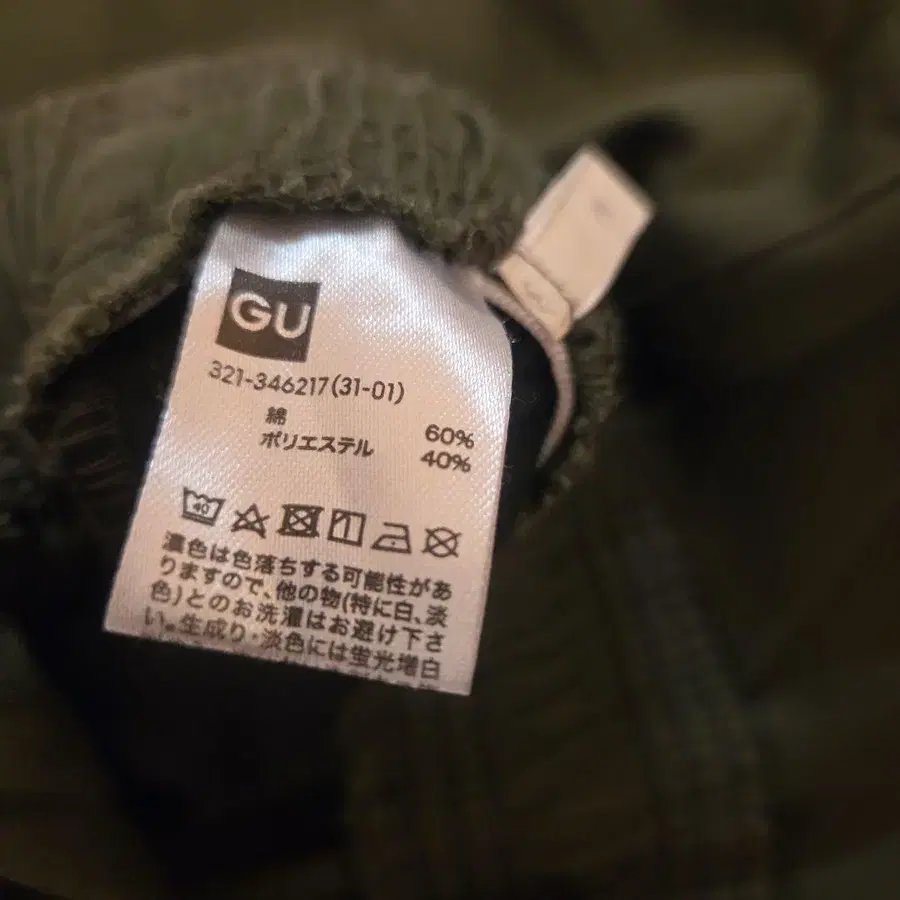 GU
321-346217(31-01)
綿 60%
ポリエステル 40%
40
濃色は色落ちする可能性があ
りますので、他の物(特に白、淡
色)とのお洗濯はお避け下さ
い。生成り・淡色には蛍光増白